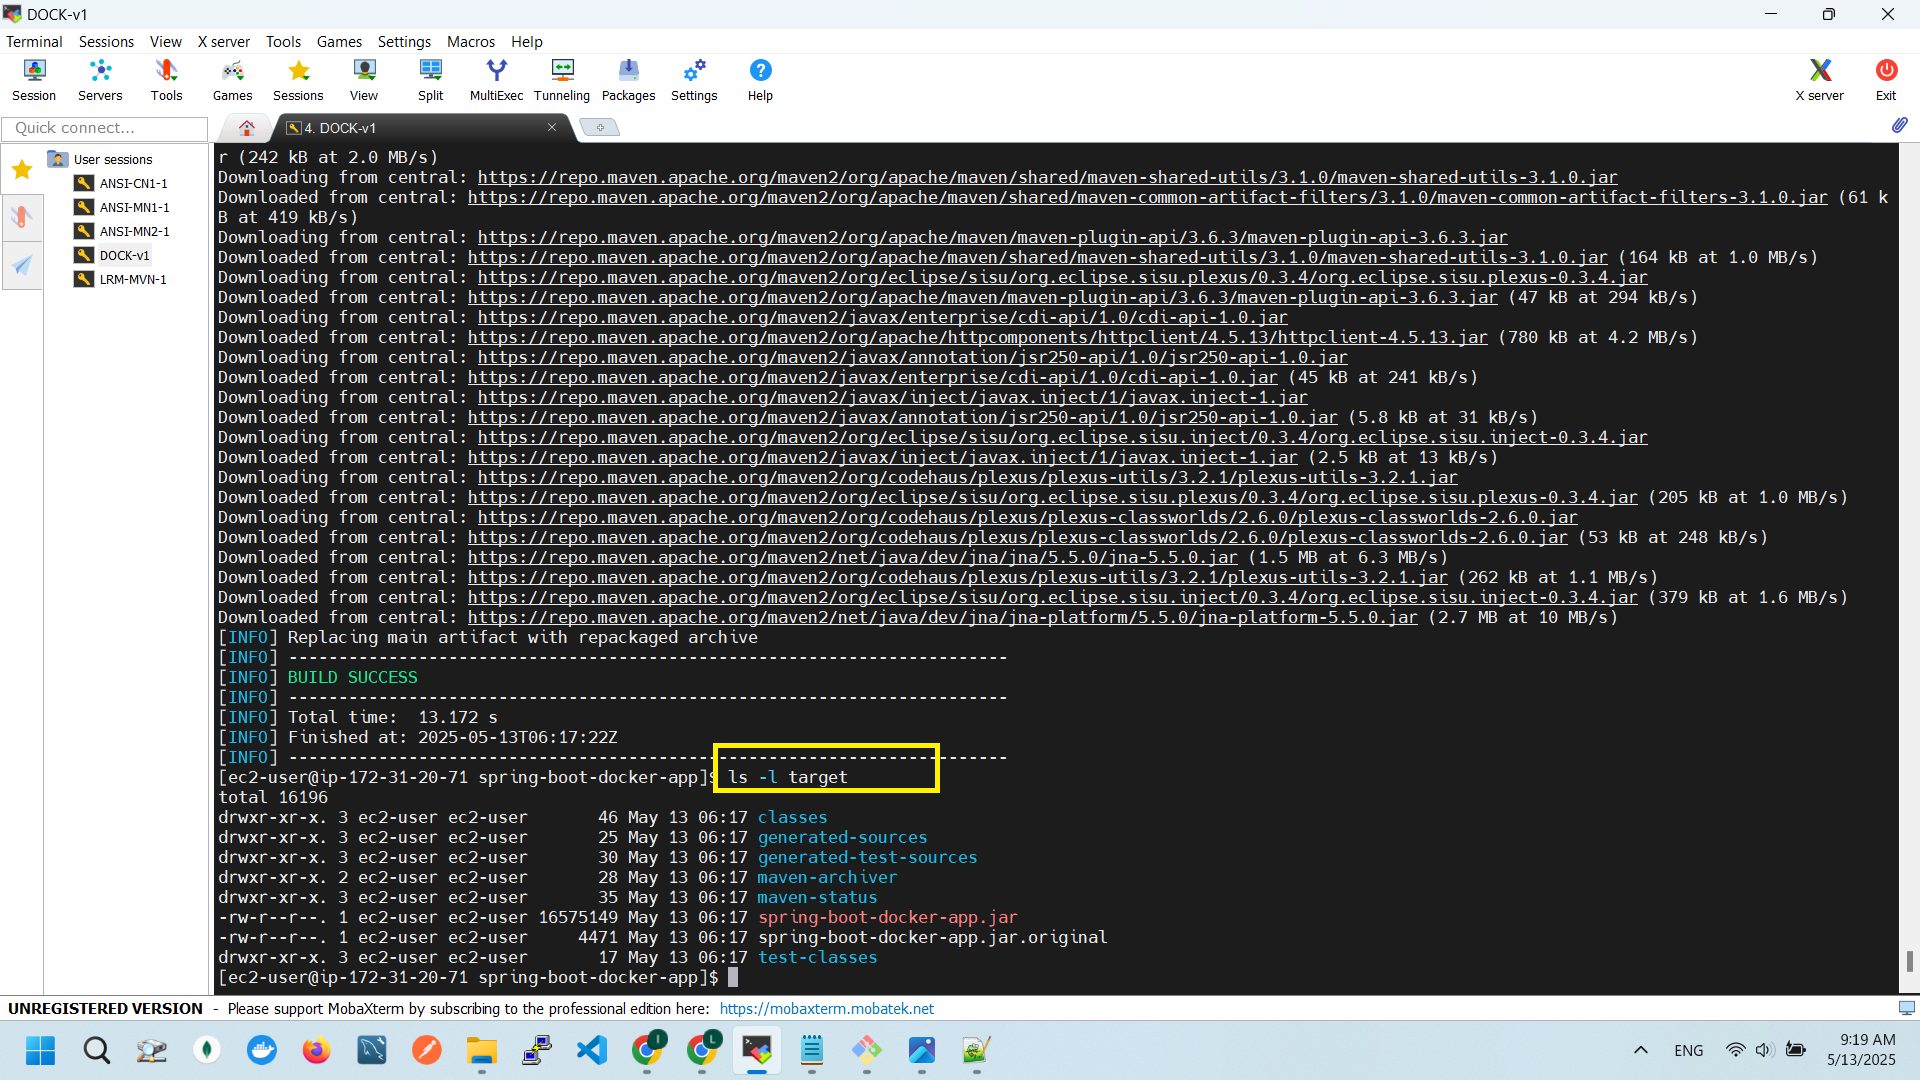 DOCK-v1
Terminal Sessions View X server Tools Games Settings Macros Help
Session Servers Tools Games Sessions View Split MultiExec Tunneling Packages Settings Help X server Exit
Quick connect...
4. DOCK-v1
User sessions
ANSI-CN1-1
ANSI-MN1-1
ANSI-MN2-1
DOCK-v1
LRM-MVN-1
r (242 kB at 2.0 MB/s)
Downloading from central: https://repo.maven.apache.org/maven2/org/apache/maven/shared/maven-shared-utils/3.1.0/maven-shared-utils-3.1.0.jar
Downloaded from central: https://repo.maven.apache.org/maven2/org/apache/maven/shared/maven-common-artifact-filters/3.1.0/maven-common-artifact-filters-3.1.0.jar (61 k
B at 419 kB/s)
Downloading from central: https://repo.maven.apache.org/maven2/org/apache/maven/maven-plugin-api/3.6.3/maven-plugin-api-3.6.3.jar
Downloaded from central: https://repo.maven.apache.org/maven2/org/apache/maven/shared/maven-shared-utils/3.1.0/maven-shared-utils-3.1.0.jar (164 kB at 1.0 MB/s)
Downloading from central: https://repo.maven.apache.org/maven2/org/eclipse/sisu/org.eclipse.sisu.plexus/0.3.4/org.eclipse.sisu.plexus-0.3.4.jar
Downloaded from central: https://repo.maven.apache.org/maven2/org/apache/maven/maven-plugin-api/3.6.3/maven-plugin-api-3.6.3.jar (47 kB at 294 kB/s)
Downloading from central: https://repo.maven.apache.org/maven2/javax/enterprise/cdi-api/1.0/cdi-api-1.0.jar
Downloaded from central: https://repo.maven.apache.org/maven2/org/apache/httpcomponents/httpclient/4.5.13/httpclient-4.5.13.jar (780 kB at 4.2 MB/s)
Downloading from central: https://repo.maven.apache.org/maven2/javax/annotation/jsr250-api/1.0/jsr250-api-1.0.jar
Downloaded from central: https://repo.maven.apache.org/maven2/javax/enterprise/cdi-api/1.0/cdi-api-1.0.jar (45 kB at 241 kB/s)
Downloading from central: https://repo.maven.apache.org/maven2/javax/inject/javax.inject/1/javax.inject-1.jar
Downloaded from central: https://repo.maven.apache.org/maven2/javax/annotation/jsr250-api/1.0/jsr250-api-1.0.jar (5.8 kB at 31 kB/s)
Downloading from central: https://repo.maven.apache.org/maven2/org/eclipse/sisu/org.eclipse.sisu.inject/0.3.4/org.eclipse.sisu.inject-0.3.4.jar
Downloaded from central: https://repo.maven.apache.org/maven2/javax/inject/javax.inject/1/javax.inject-1.jar (2.5 kB at 13 kB/s)
Downloading from central: https://repo.maven.apache.org/maven2/org/codehaus/plexus/plexus-utils/3.2.1/plexus-utils-3.2.1.jar
Downloaded from central: https://repo.maven.apache.org/maven2/org/eclipse/sisu/org.eclipse.sisu.plexus/0.3.4/org.eclipse.sisu.plexus-0.3.4.jar (205 kB at 1.0 MB/s)
Downloading from central: https://repo.maven.apache.org/maven2/org/codehaus/plexus/plexus-classworlds/2.6.0/plexus-classworlds-2.6.0.jar
Downloaded from central: https://repo.maven.apache.org/maven2/org/codehaus/plexus/plexus-classworlds/2.6.0/plexus-classworlds-2.6.0.jar (53 kB at 248 kB/s)
Downloaded from central: https://repo.maven.apache.org/maven2/net/java/dev/jna/jna/5.5.0/jna-5.5.0.jar (1.5 MB at 6.3 MB/s)
Downloaded from central: https://repo.maven.apache.org/maven2/org/codehaus/plexus/plexus-utils/3.2.1/plexus-utils-3.2.1.jar (262 kB at 1.1 MB/s)
Downloaded from central: https://repo.maven.apache.org/maven2/org/eclipse/sisu/org.eclipse.sisu.inject/0.3.4/org.eclipse.sisu.inject-0.3.4.jar (379 kB at 1.6 MB/s)
Downloaded from central: https://repo.maven.apache.org/maven2/net/java/dev/jna/jna-platform/5.5.0/jna-platform-5.5.0.jar (2.7 MB at 10 MB/s)
[INFO] Replacing main artifact with repackaged archive
[INFO] ------------------------------------------------------------------------
[INFO] BUILD SUCCESS
[INFO] ------------------------------------------------------------------------
[INFO] Total time:  13.172 s
[INFO] Finished at: 2025-05-13T06:17:22Z
[INFO] ------------------------------------------------------------------------
[ec2-user@ip-172-31-20-71 spring-boot-docker-app]$ ls -l target
total 16196
drwxr-xr-x. 3 ec2-user ec2-user       46 May 13 06:17 classes
drwxr-xr-x. 3 ec2-user ec2-user       25 May 13 06:17 generated-sources
drwxr-xr-x. 3 ec2-user ec2-user       30 May 13 06:17 generated-test-sources
drwxr-xr-x. 2 ec2-user ec2-user       28 May 13 06:17 maven-archiver
drwxr-xr-x. 3 ec2-user ec2-user       35 May 13 06:17 maven-status
-rw-r--r--. 1 ec2-user ec2-user 16575149 May 13 06:17 spring-boot-docker-app.jar
-rw-r--r--. 1 ec2-user ec2-user     4471 May 13 06:17 spring-boot-docker-app.jar.original
drwxr-xr-x. 3 ec2-user ec2-user       17 May 13 06:17 test-classes
[ec2-user@ip-172-31-20-71 spring-boot-docker-app]$
UNREGISTERED VERSION - Please support MobaXterm by subscribing to the professional edition here: https://mobaxterm.mobatek.net
I L ENG 9:19 AM
5/13/2025